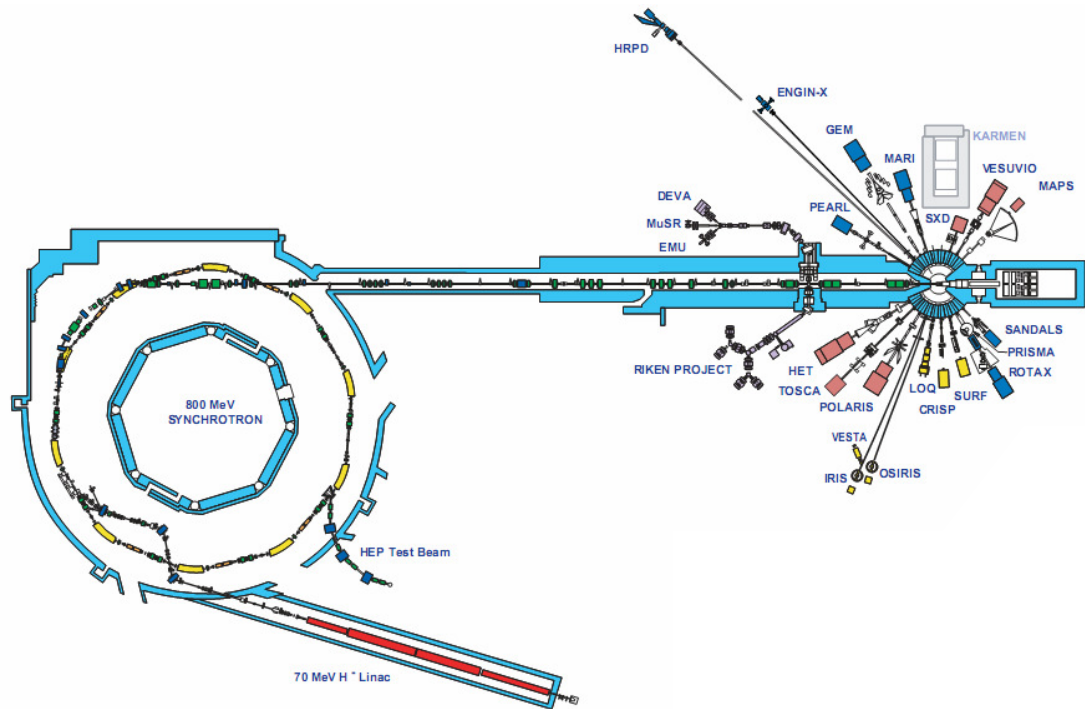 HRPD
ENGIN-X
GEM
KARMEN
MARI
VESUVIO
MAPS
DEVA
PEARL
SXD
MuSR
EMU
SANDALS
PRISMA
RIKEN PROJECT
HET
ROTAX
TOSCA
LOQ
SURF
POLARIS
CRISP
800 MeV
SYNCHROTRON
VESTA
IRIS
OSIRIS
HEP Test Beam
70 MeV H⁻ Linac